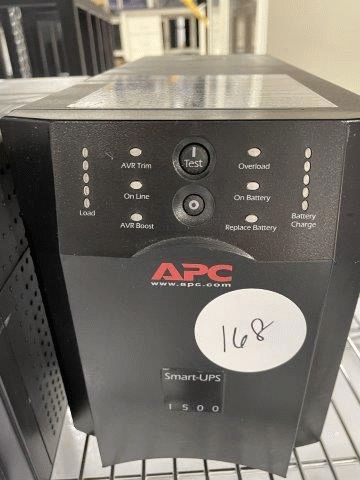 Test
AVR Trim
Overload
On Line
On Battery
Load
AVR Boost
Replace Battery
Battery
Charge
APC
www.apc.com
168
Smart-UPS
1500